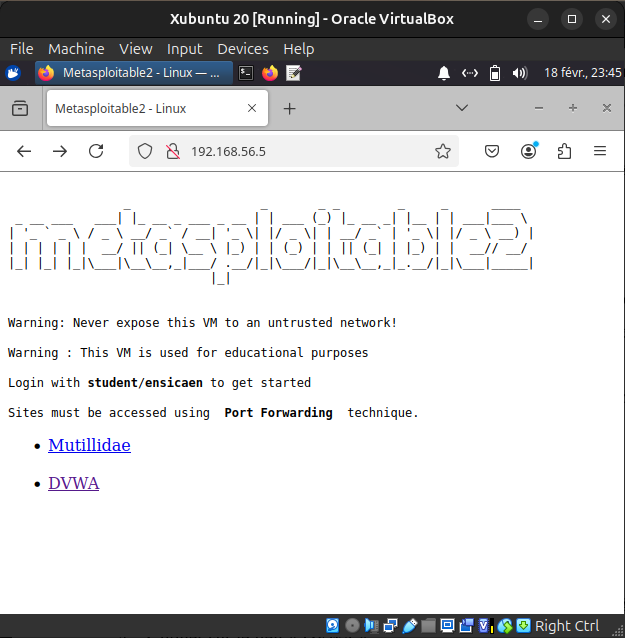 Xubuntu 20 [Running] - Oracle VirtualBox
File Machine View Input Devices Help
Metasploitable2 - Linux — ... 18 févr., 23:45
Metasploitable2 - Linux
192.168.56.5
metasploitable2
Warning: Never expose this VM to an untrusted network!
Warning : This VM is used for educational purposes
Login with student/ensicaen to get started
Sites must be accessed using Port Forwarding technique.
• Mutillidae
• DVWA
Right Ctrl